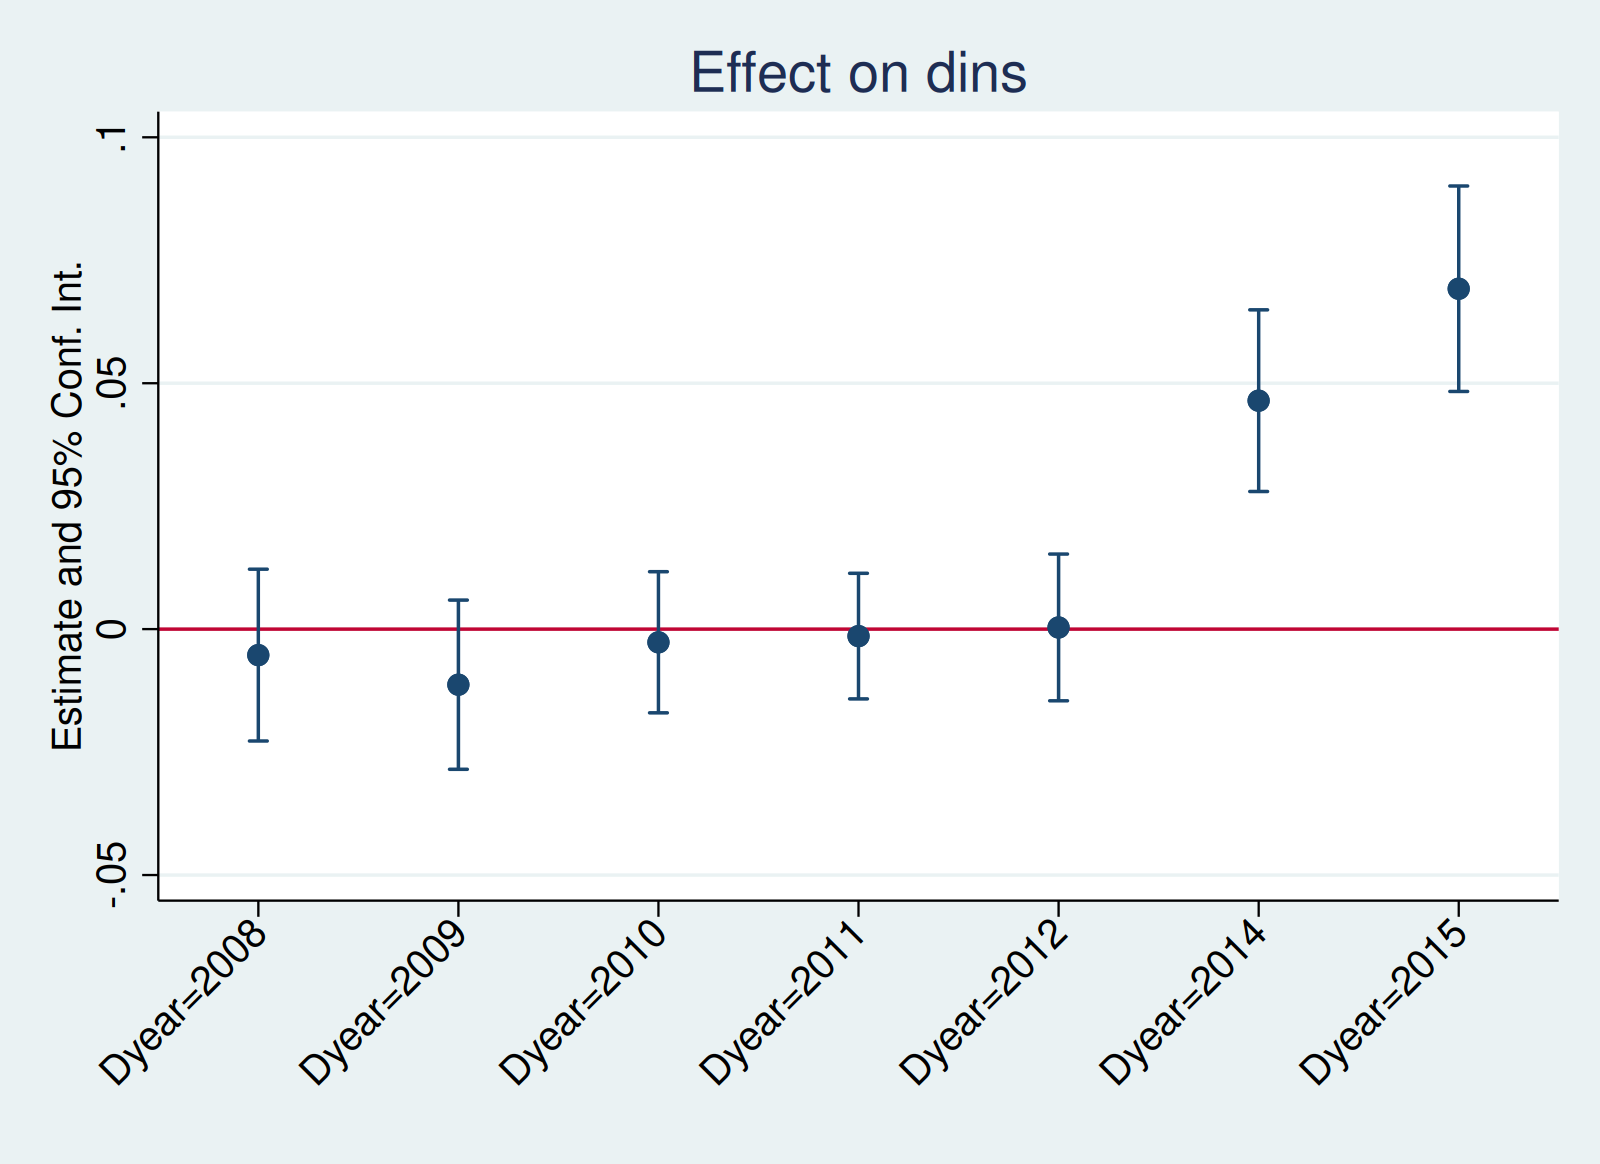 Effect on dins
Estimate and 95% Conf. Int.
.1
.05
0
-.05
Dyear=2008
Dyear=2009
Dyear=2010
Dyear=2011
Dyear=2012
Dyear=2014
Dyear=2015